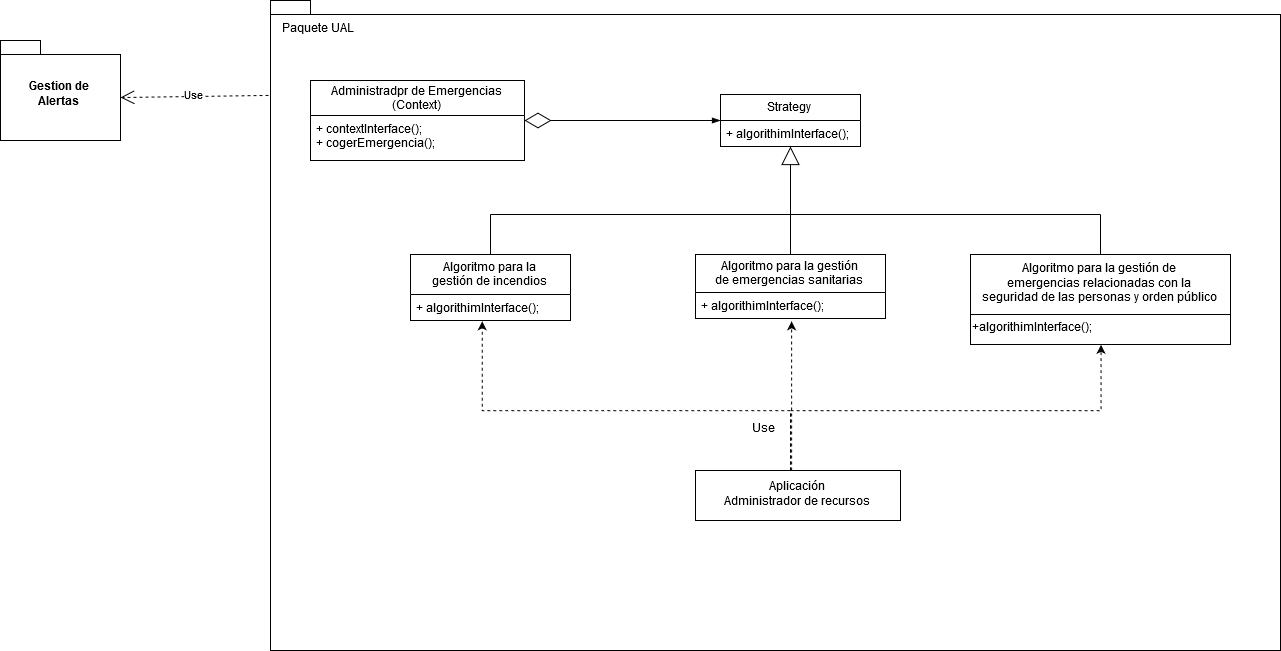 Paquete UAL
Gestion de
Alertas
Use
Administradpr de Emergencias
(Context)
+ contextInterface();
+ cogerEmergencia();
Strategy
+ algorithimInterface();
Algoritmo para la
gestión de incendios
+ algorithimInterface();
Algoritmo para la gestión
de emergencias sanitarias
+ algorithimInterface();
Algoritmo para la gestión de
emergencias relacionadas con la
seguridad de las personas y orden público
+algorithimInterface();
Use
Aplicación
Administrador de recursos